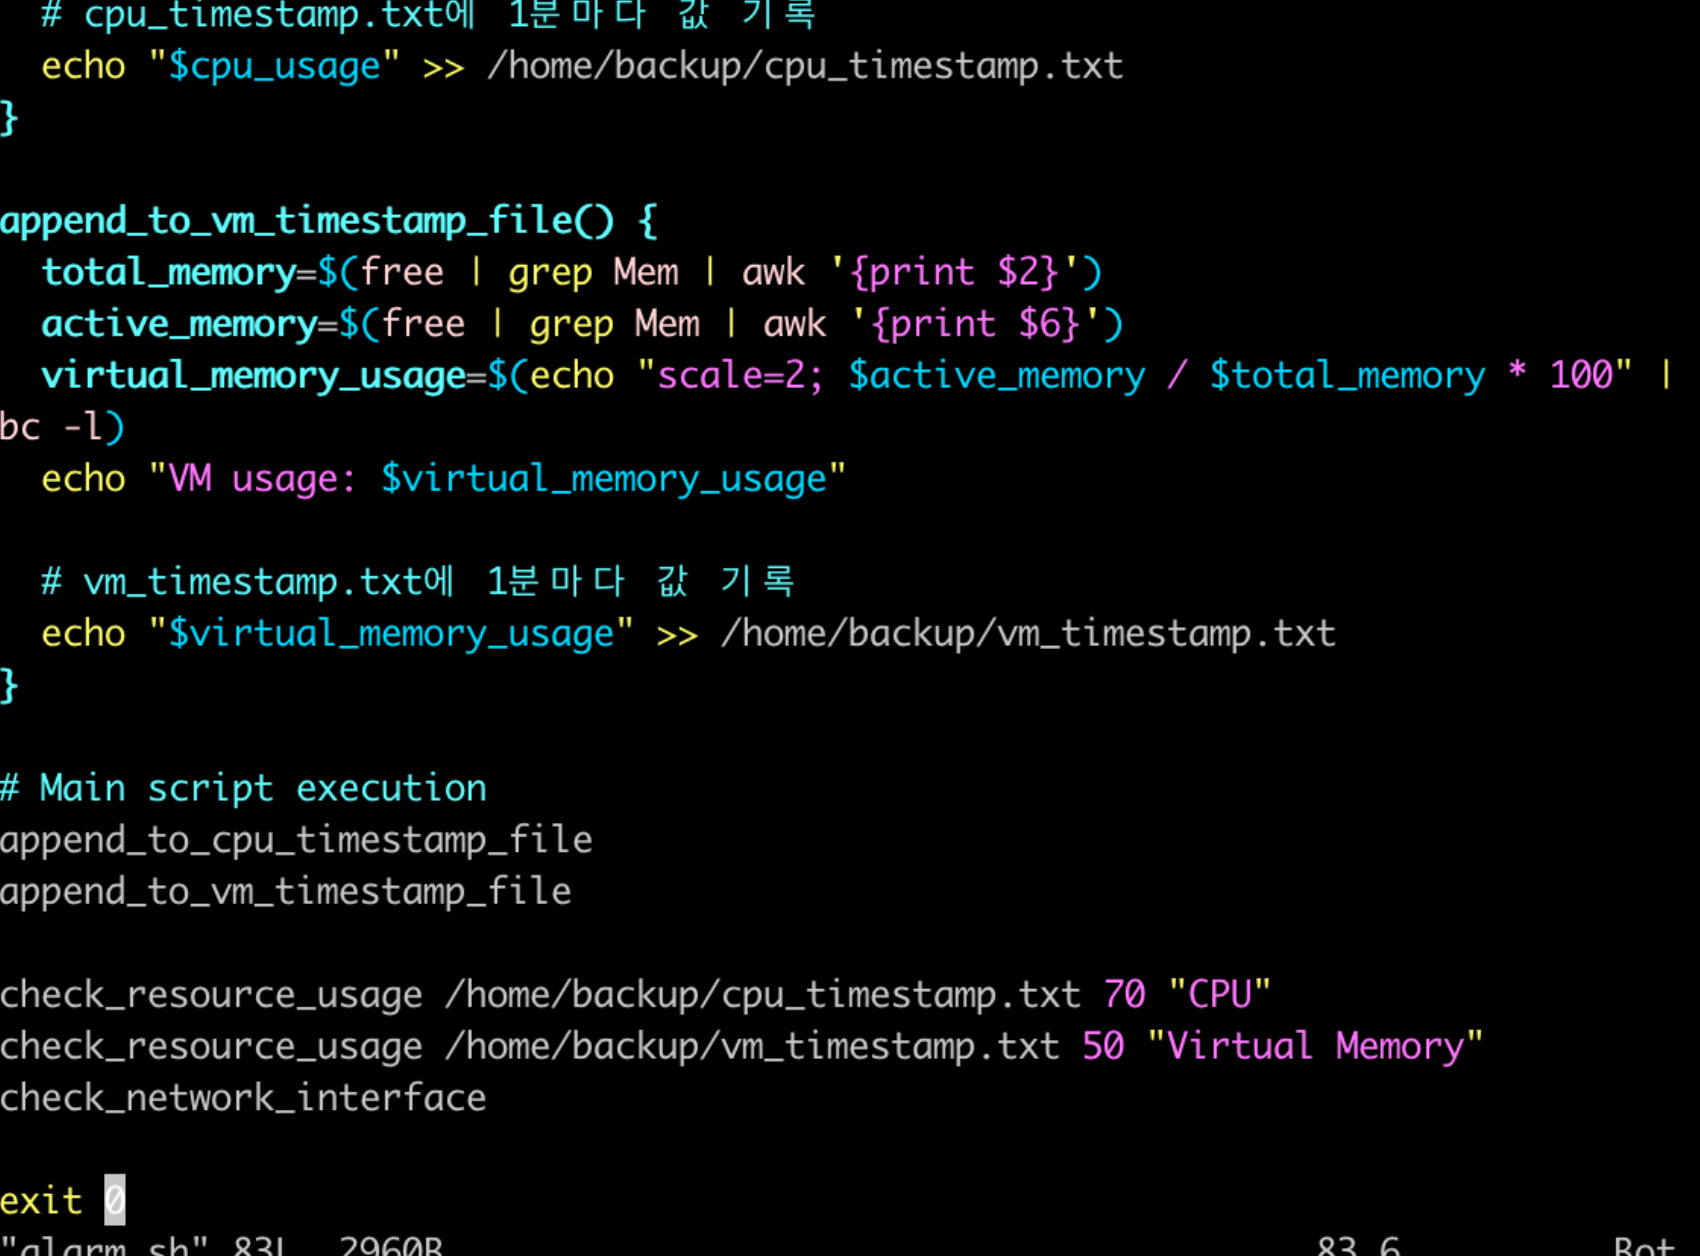 # cpu_timestamp.txt에 1분마다 값 기록
echo "$cpu_usage" >> /home/backup/cpu_timestamp.txt
}
append_to_vm_timestamp_file() {
total_memory=$(free | grep Mem | awk '{print $2}')
active_memory=$(free | grep Mem | awk '{print $6}')
virtual_memory_usage=$(echo "scale=2; $active_memory / $total_memory * 100" |
bc -l)
echo "VM usage: $virtual_memory_usage"
# vm_timestamp.txt에 1분마다 값 기록
echo "$virtual_memory_usage" >> /home/backup/vm_timestamp.txt
}
# Main script execution
append_to_cpu_timestamp_file
append_to_vm_timestamp_file
check_resource_usage /home/backup/cpu_timestamp.txt 70 "CPU"
check_resource_usage /home/backup/vm_timestamp.txt 50 "Virtual Memory"
check_network_interface
exit 0
"alarm.sh" 83L, 2960B 83,6 Bot